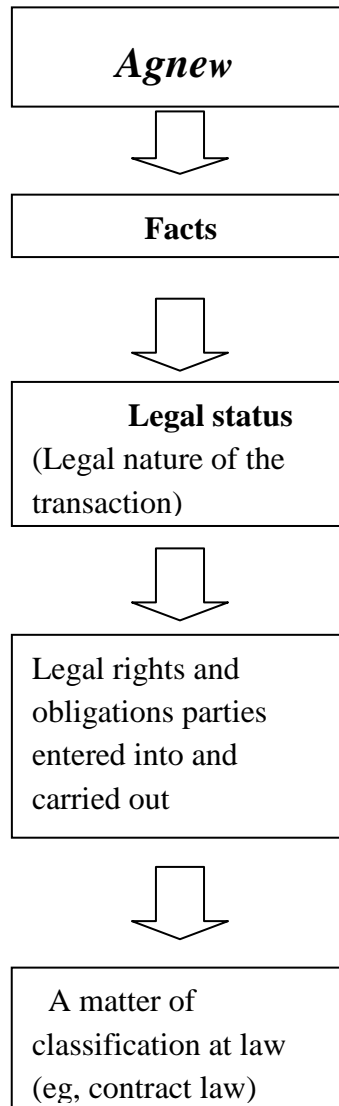 Agnew
Facts
Legal status
(Legal nature of the
transaction)
Legal rights and
obligations parties
entered into and
carried out
A matter of
classification at law
(eg, contract law)